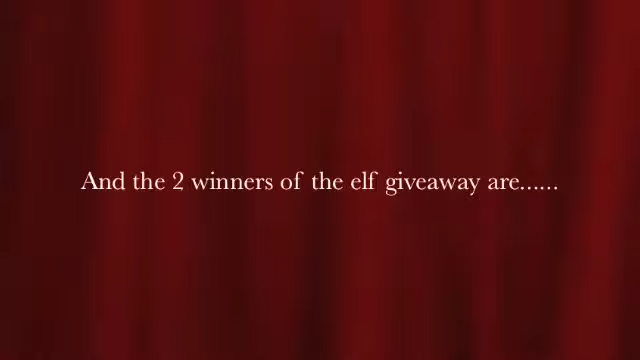 And the 2 winners of the elf giveaway are......